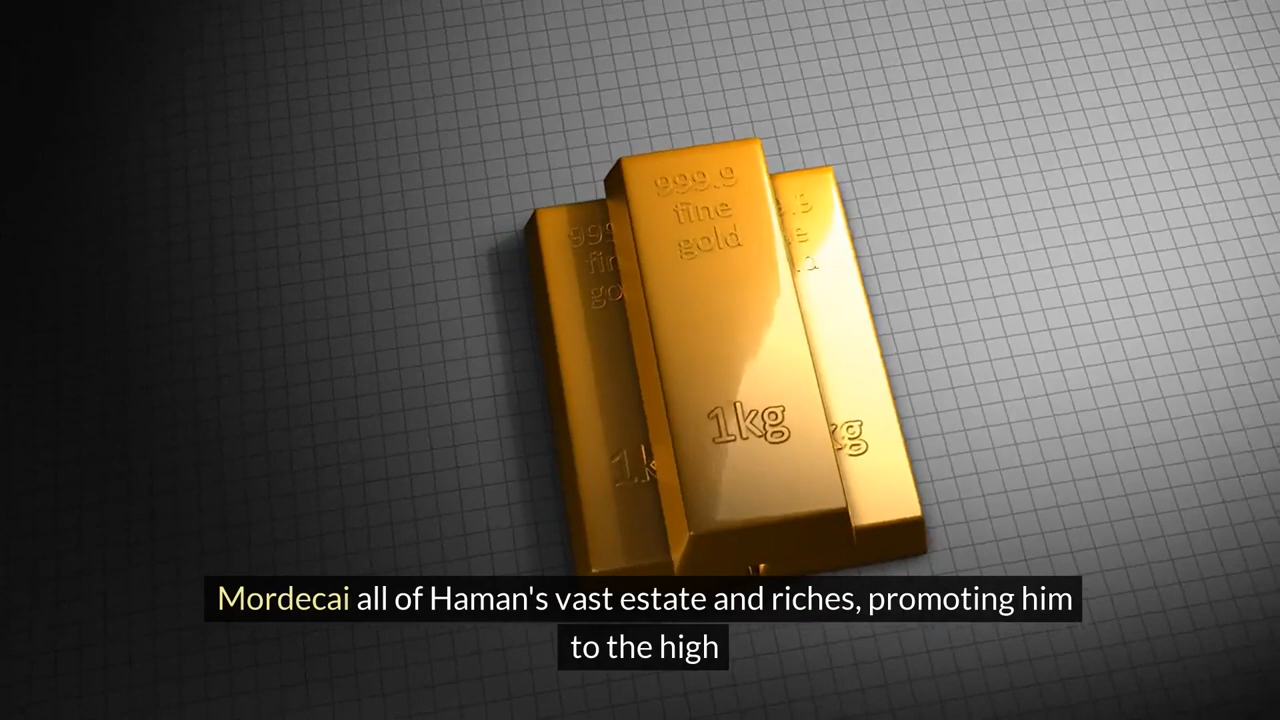 999.9
fine
gold
1kg
Mordecai all of Haman's vast estate and riches, promoting him
to the high